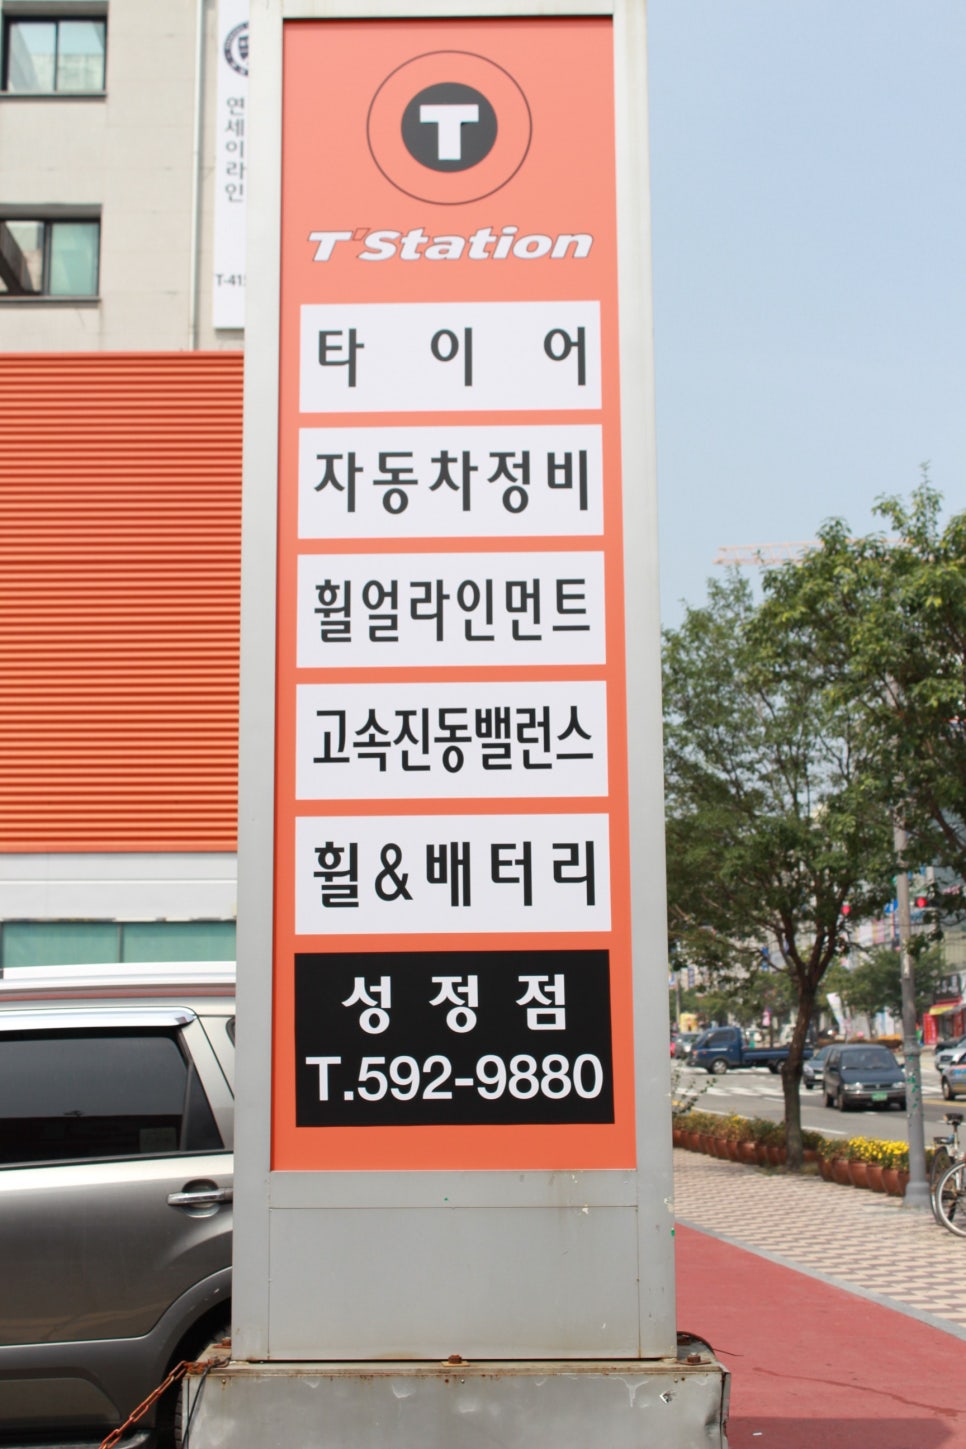 연세이라인
T
T'Station
타이어
자동차정비
휠얼라인먼트
고속진동밸런스
휠&배터리
성정점
T.592-9880